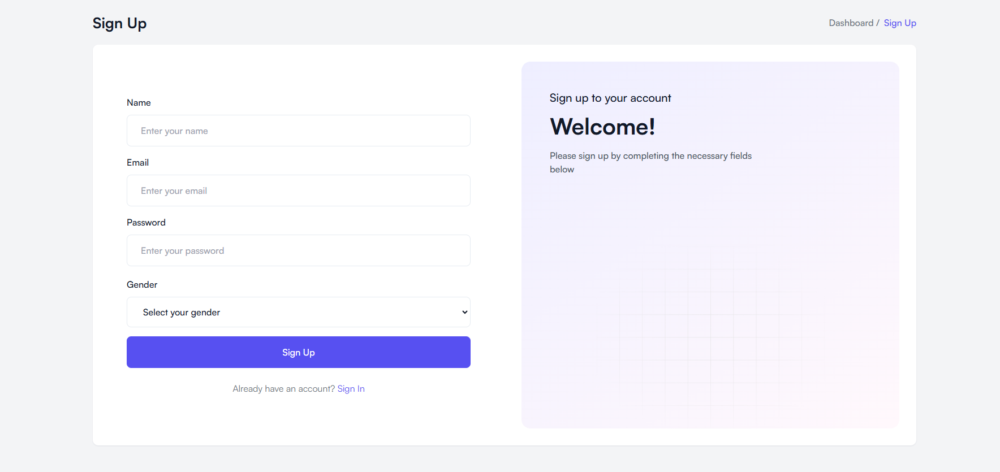 Sign Up
Dashboard / Sign Up
Name
Enter your name
Email
Enter your email
Password
Enter your password
Gender
Select your gender
Sign Up
Already have an account? Sign In
Sign up to your account
Welcome!
Please sign up by completing the necessary fields
below